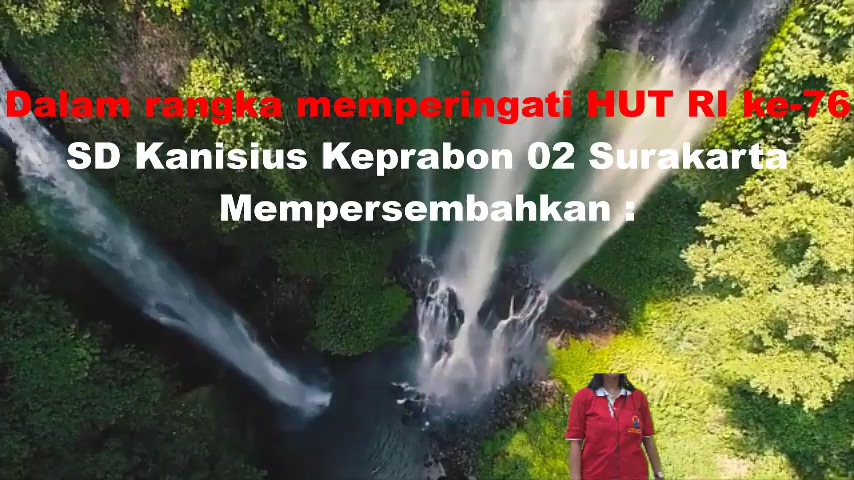 Dalam rangka memperingati HUT RI ke-76
SD Kanisius Keprabon 02 Surakarta
Mempersembahkan :